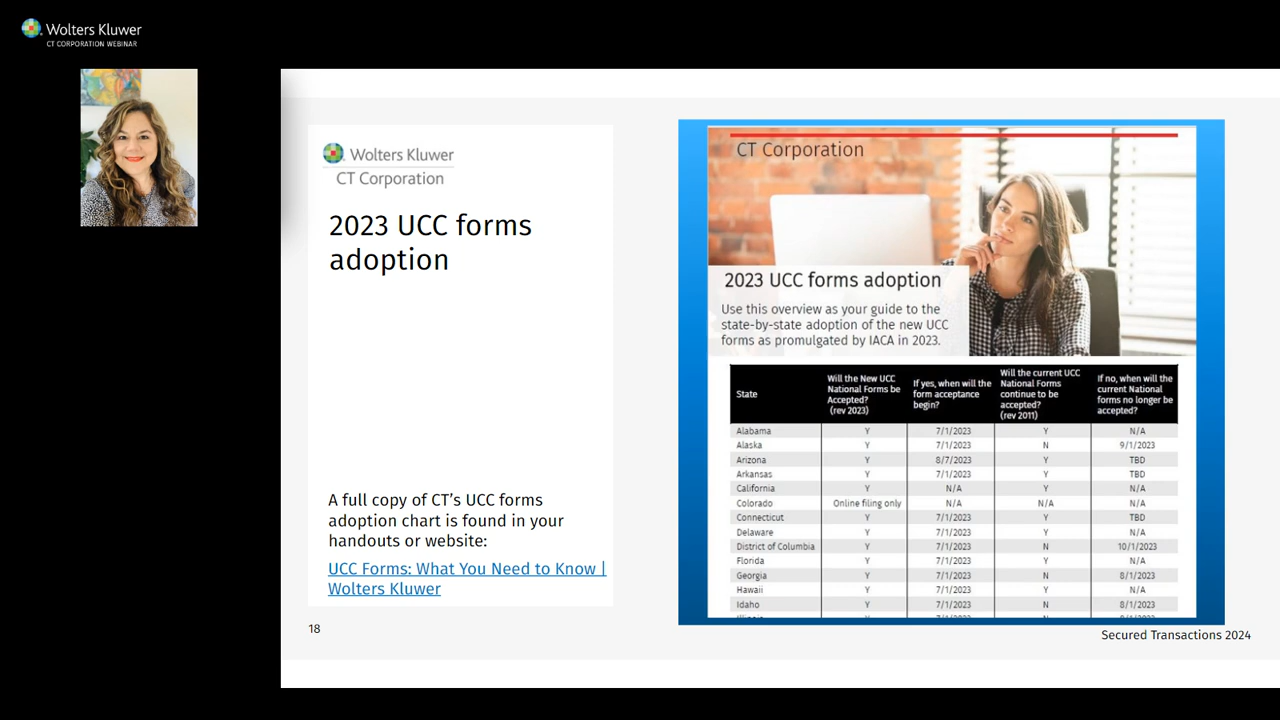 Wolters Kluwer
CT CORPORATION WEBINAR
Wolters Kluwer
CT Corporation
2023 UCC forms
adoption
A full copy of CT's UCC forms
adoption chart is found in your
handouts or website:
UCC Forms: What You Need to Know |
Wolters Kluwer
18
CT Corporation
2023 UCC forms adoption
Use this overview as your guide to the
state-by-state adoption of the new UCC
forms as promulgated by IACA in 2023.
State
Will the New UCC
National Forms be
Accepted?
(rev 2023)
If yes, when will the
form acceptance
begin?
Will the current UCC
National Forms
continue to be
accepted?
(rev 2011)
If no, when will the
current National
forms no longer be
accepted?
Alabama Y 7/1/2023 Y N/A
Alaska Y 7/1/2023 N 9/1/2023
Arizona Y 8/7/2023 Y TBD
Arkansas Y 7/1/2023 Y TBD
California Y N/A Y N/A
Colorado Online filing only N/A N/A N/A
Connecticut Y 7/1/2023 Y TBD
Delaware Y 7/1/2023 Y N/A
District of Columbia Y 7/1/2023 N 10/1/2023
Florida Y 7/1/2023 Y N/A
Georgia Y 7/1/2023 N 8/1/2023
Hawaii Y 7/1/2023 Y N/A
Idaho Y 7/1/2023 N 8/1/2023
Secured Transactions 2024